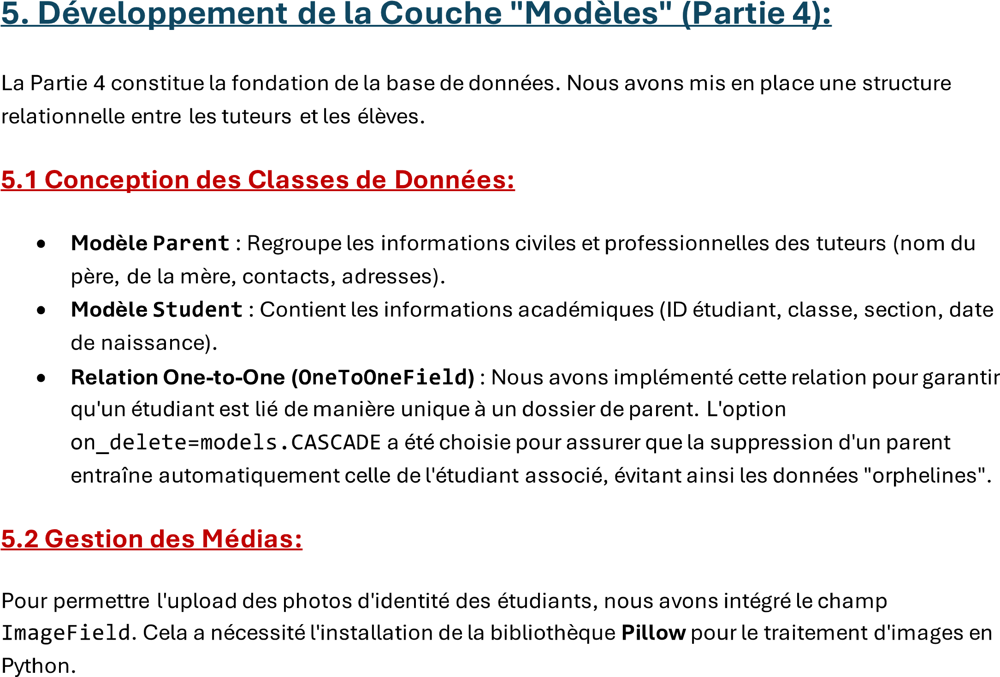 5. Développement de la Couche "Modèles" (Partie 4):
La Partie 4 constitue la fondation de la base de données. Nous avons mis en place une structure
relationnelle entre les tuteurs et les élèves.
5.1 Conception des Classes de Données:
• Modèle Parent : Regroupe les informations civiles et professionnelles des tuteurs (nom du
père, de la mère, contacts, adresses).
• Modèle Student : Contient les informations académiques (ID étudiant, classe, section, date
de naissance).
• Relation One-to-One (OneToOneField) : Nous avons implémenté cette relation pour garantir
qu'un étudiant est lié de manière unique à un dossier de parent. L'option
on_delete=models.CASCADE a été choisie pour assurer que la suppression d'un parent
entraîne automatiquement celle de l'étudiant associé, évitant ainsi les données "orphelines".
5.2 Gestion des Médias:
Pour permettre l'upload des photos d'identité des étudiants, nous avons intégré le champ
ImageField. Cela a nécessité l'installation de la bibliothèque Pillow pour le traitement d'images en
Python.